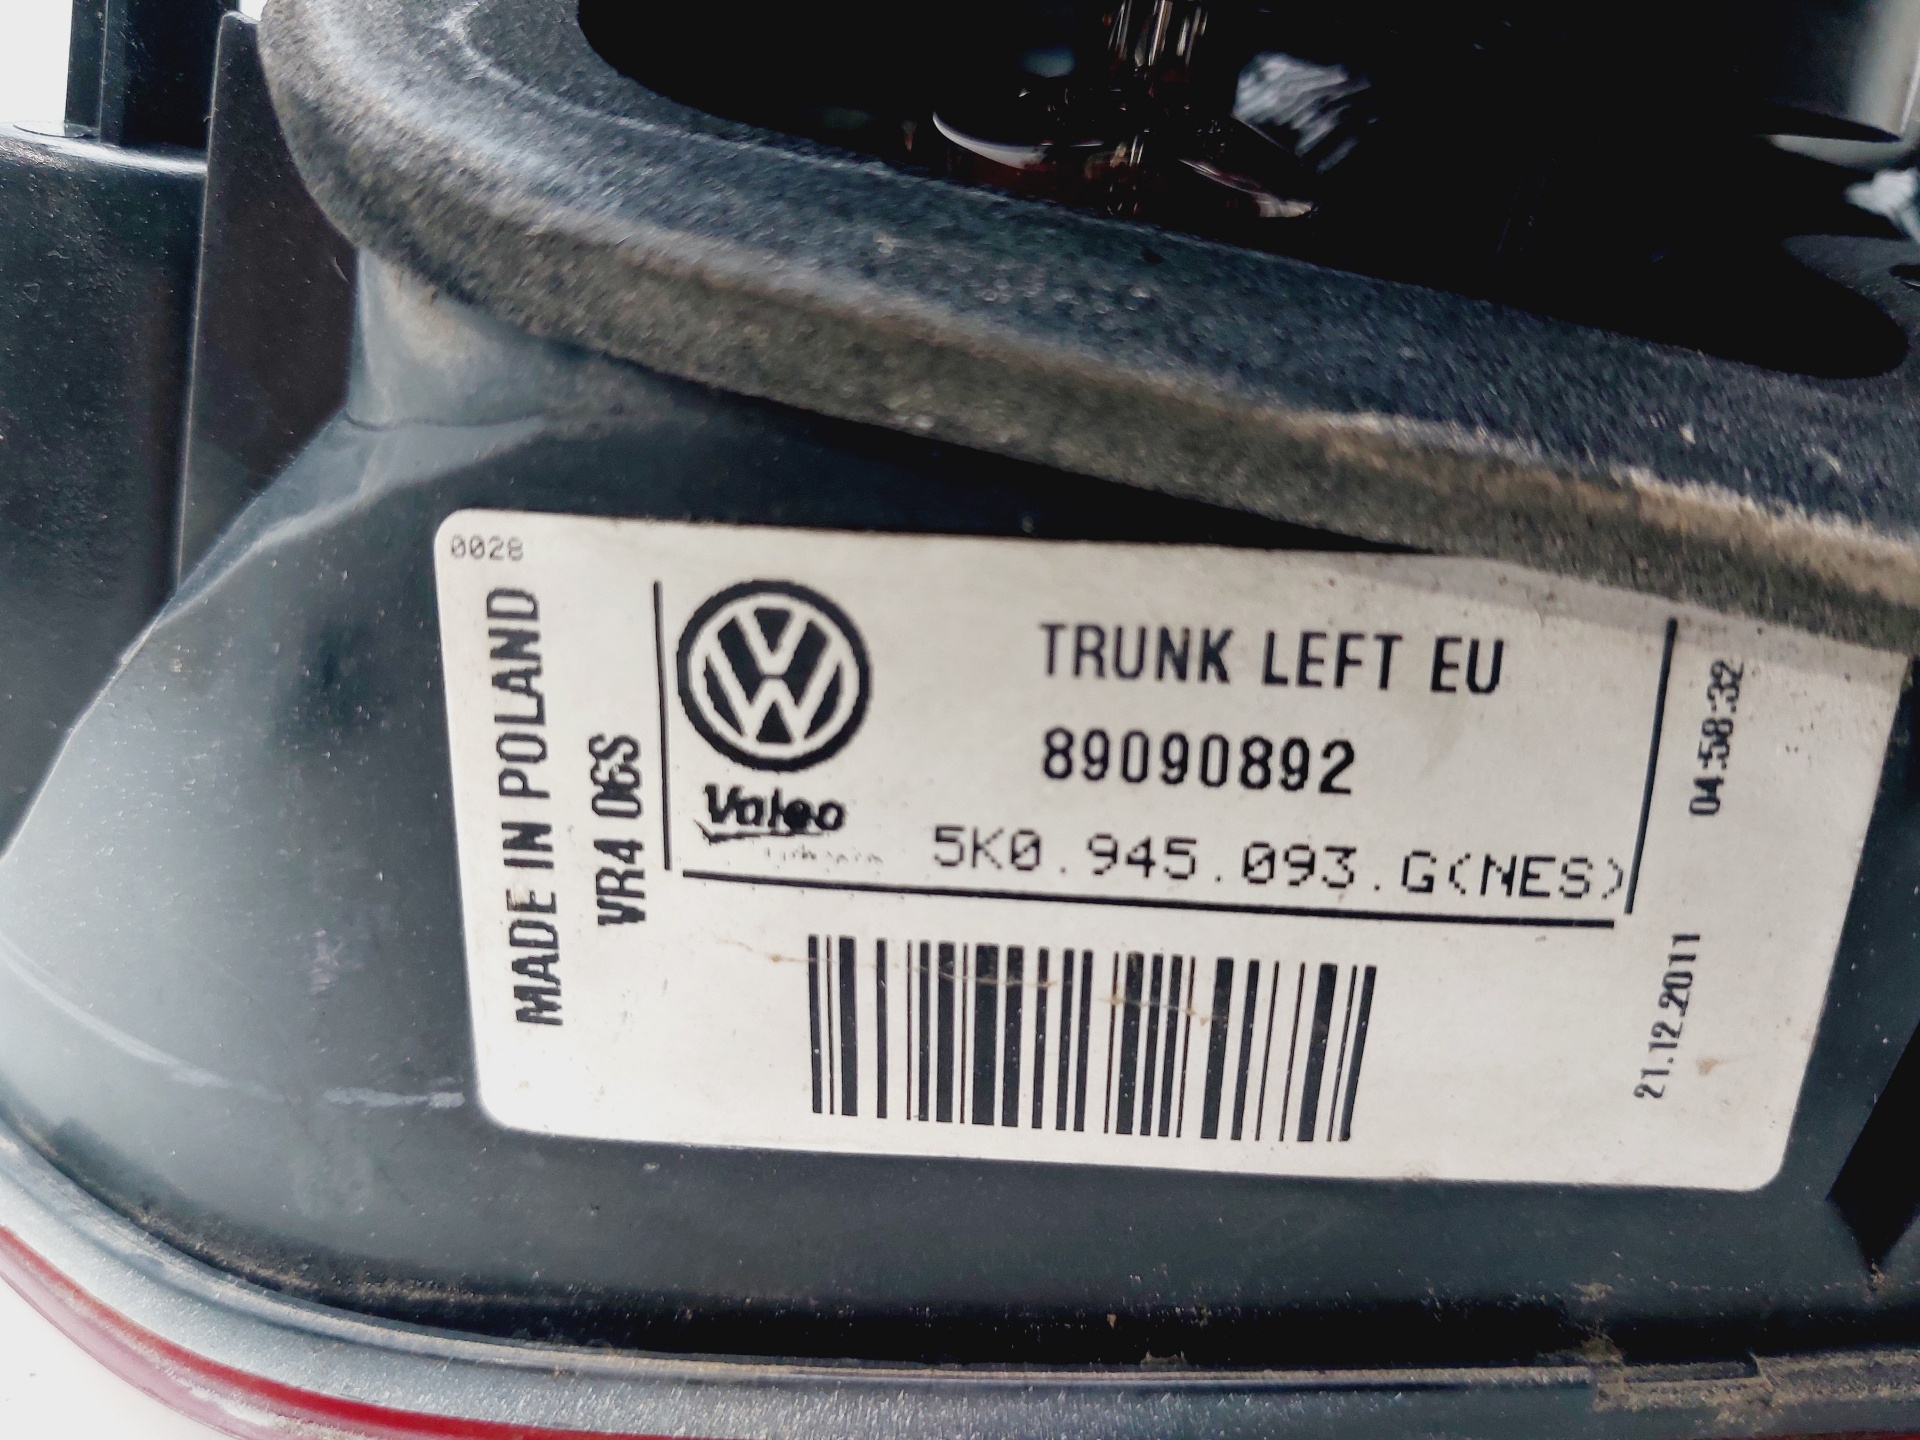 0028
MADE IN POLAND
VR4 06S
Valeo
TRUNK LEFT EU
89090892
5K0.945.093.G(NES)
04:58:32
21.12.2011